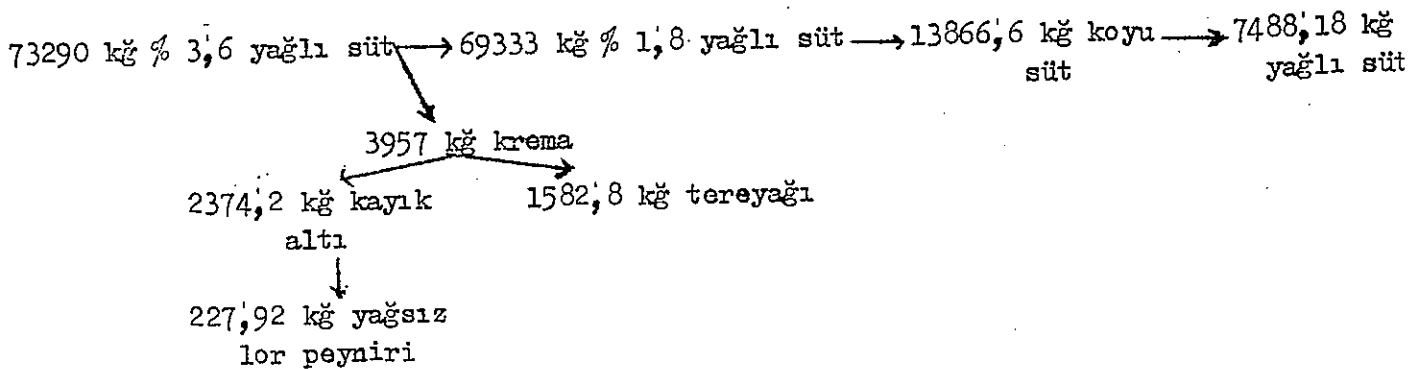 73290 kğ % 3,6 yağlı süt → 69333 kğ % 1,8 yağlı süt → 13866,6 kğ koyu süt → 7488,18 kğ yağlı süt
3957 kğ krema
2374,2 kğ kayık altı
1582,8 kğ tereyağı
227,92 kğ yağsız
lor peyniri